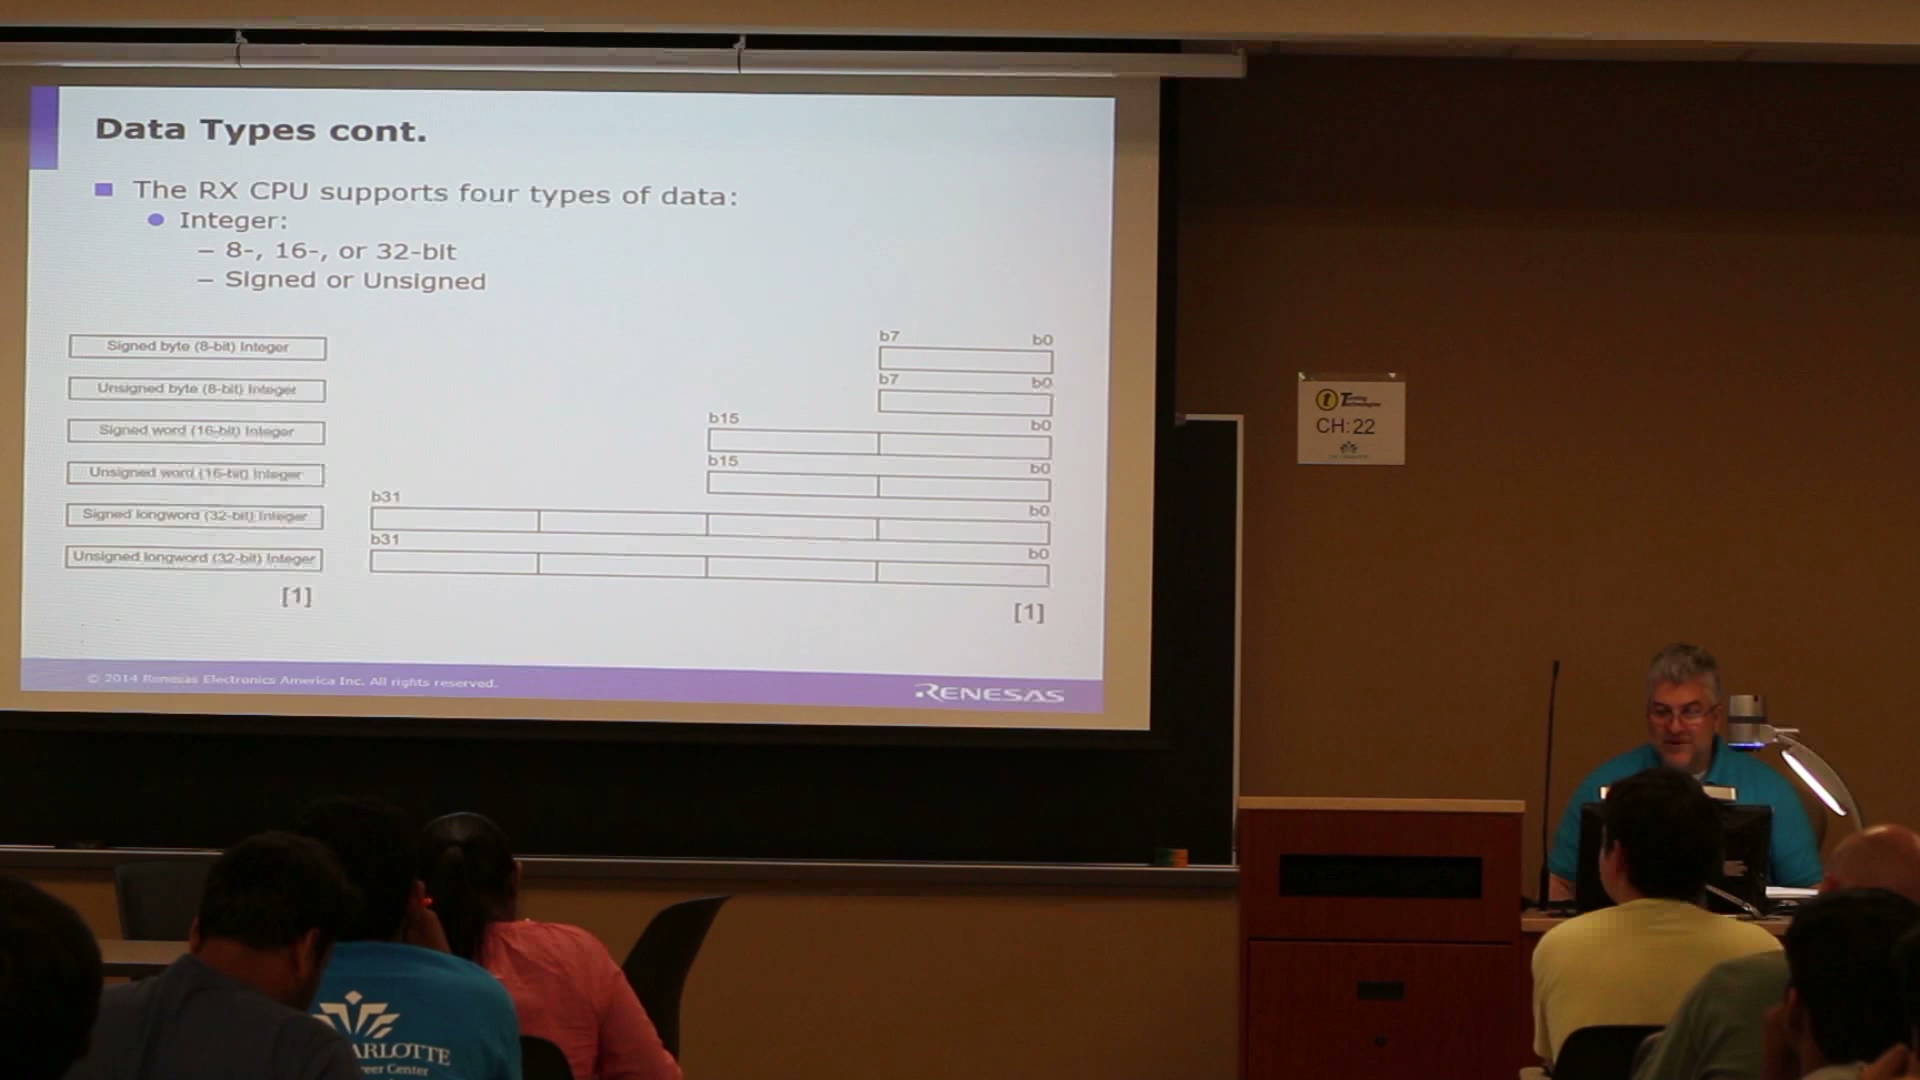 Data Types cont.
The RX CPU supports four types of data:
Integer:
– 8-, 16-, or 32-bit
– Signed or Unsigned
Signed byte (8-bit) Integer
b7 b0
Unsigned byte (8-bit) Integer
b7 b0
Signed word (16-bit) Integer
b15 b0
Unsigned word (16-bit) Integer
b15 b0
Signed longword (32-bit) Integer
b31 b0
Unsigned longword (32-bit) Integer
b31 b0
[1]
[1]
© 2014 Renesas Electronics America Inc. All rights reserved.
RENESAS
Turning
Technologies
CH:22
ARLOTTE
reer Center